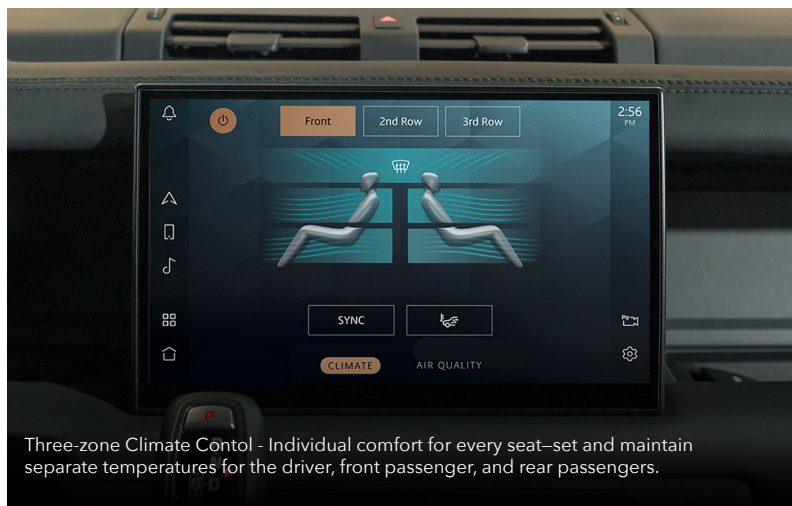 Front
2nd Row
3rd Row
2:56
PM
SYNC
CLIMATE
AIR QUALITY
P
Three-zone Climate Contol - Individual comfort for every seat—set and maintain
separate temperatures for the driver, front passenger, and rear passengers.